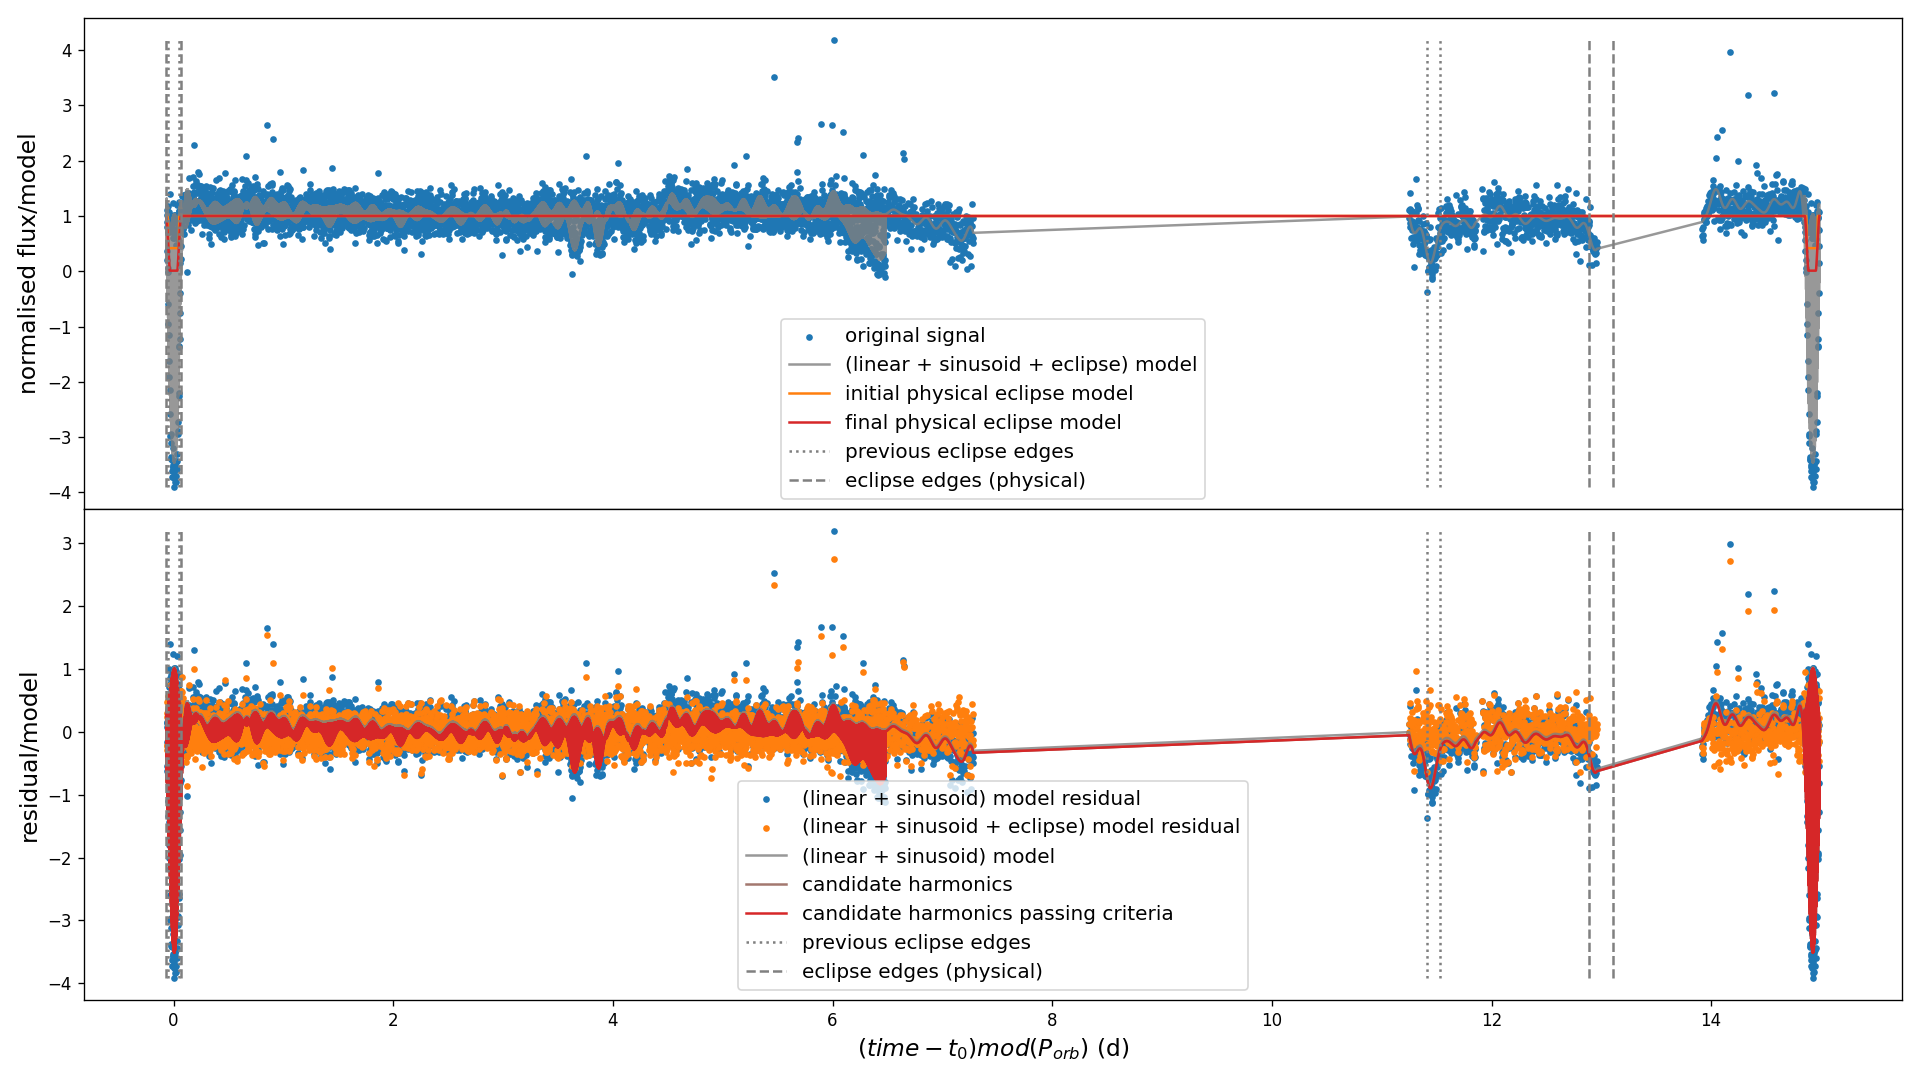 normalised flux/model
4
3
2
1
0
−1
−2
−3
−4
original signal
(linear + sinusoid + eclipse) model
initial physical eclipse model
final physical eclipse model
previous eclipse edges
eclipse edges (physical)
residual/model
3
2
1
0
−1
−2
−3
−4
(linear + sinusoid) model residual
(linear + sinusoid + eclipse) model residual
(linear + sinusoid) model
candidate harmonics
candidate harmonics passing criteria
previous eclipse edges
eclipse edges (physical)
0 2 4 6 8 10 12 14
(time − t₀)mod(P_orb) (d)